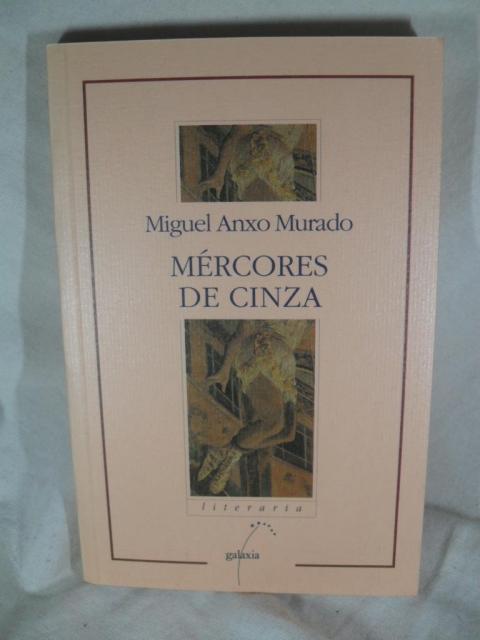 Miguel Anxo Murado
MÉRCORES
DE CINZA
literaria
galaxia